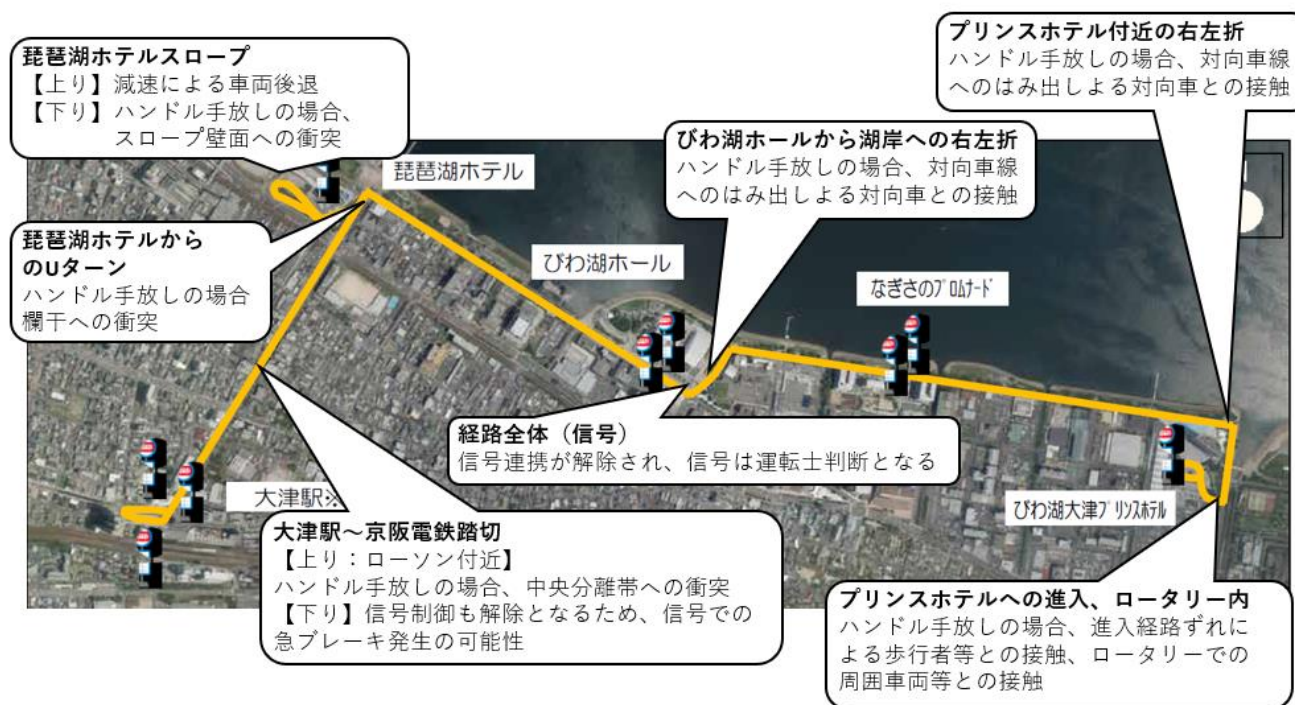 琵琶湖ホテルスロープ
【上り】減速による車両後退
【下り】ハンドル手放しの場合、
スロープ壁面への衝突
プリンスホテル付近の右左折
ハンドル手放しの場合、対向車線
へのはみ出しよる対向車との接触
びわ湖ホールから湖岸への右左折
ハンドル手放しの場合、対向車線
へのはみ出しよる対向車との接触
琵琶湖ホテル
琵琶湖ホテルから
のUターン
ハンドル手放しの場合
欄干への衝突
びわ湖ホール
なぎさのプロムナード
経路全体（信号）
信号連携が解除され、信号は運転士判断となる
大津駅※
びわ湖大津プリンスホテル
大津駅～京阪電鉄踏切
【上り：ローソン付近】
ハンドル手放しの場合、中央分離帯への衝突
【下り】信号制御も解除となるため、信号での
急ブレーキ発生の可能性
プリンスホテルへの進入、ロータリー内
ハンドル手放しの場合、進入経路ずれに
よる歩行者等との接触、ロータリーでの
周囲車両等との接触